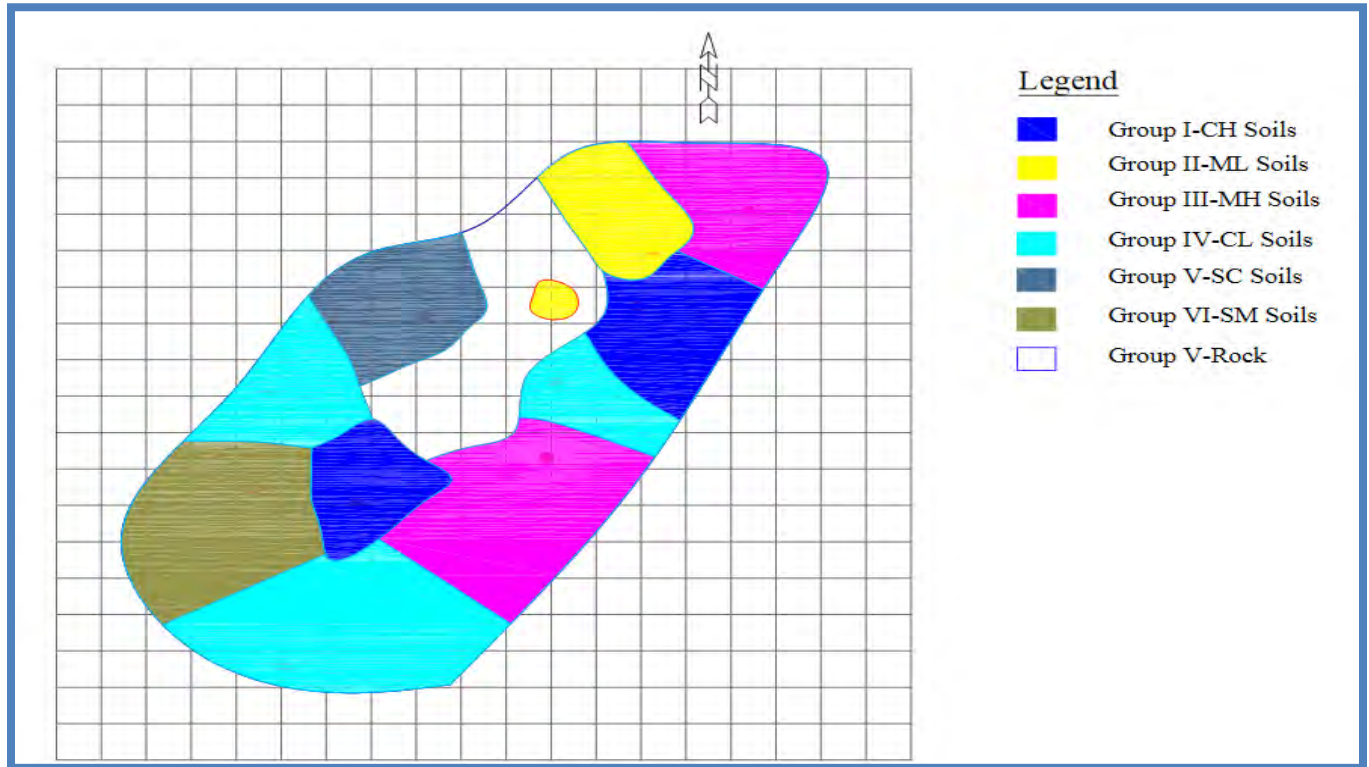 N
Legend
Group I-CH Soils
Group II-ML Soils
Group III-MH Soils
Group IV-CL Soils
Group V-SC Soils
Group VI-SM Soils
Group V-Rock